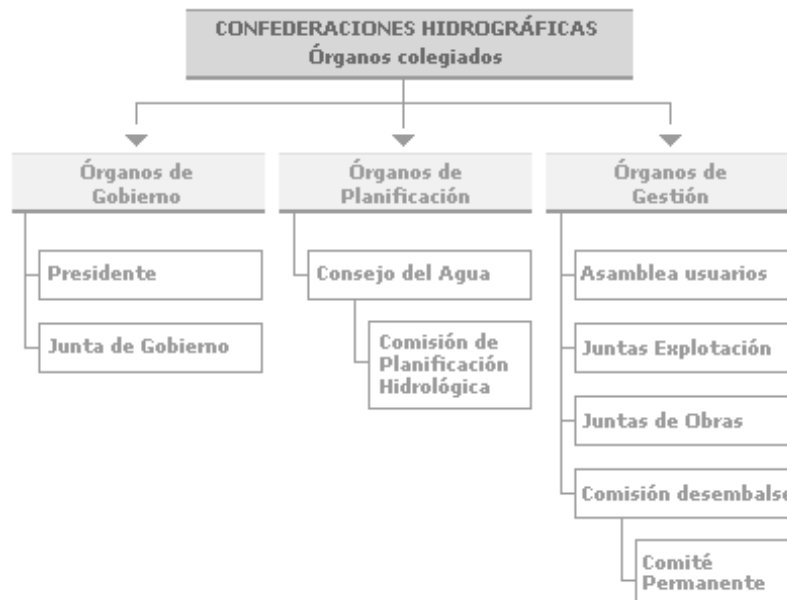 CONFEDERACIONES HIDROGRÁFICAS
Órganos colegiados
Órganos de
Gobierno
Presidente
Junta de Gobierno
Órganos de
Planificación
Consejo del Agua
Comisión de
Planificación
Hidrológica
Órganos de
Gestión
Asamblea usuarios
Juntas Explotación
Juntas de Obras
Comisión desembalse
Comité
Permanente